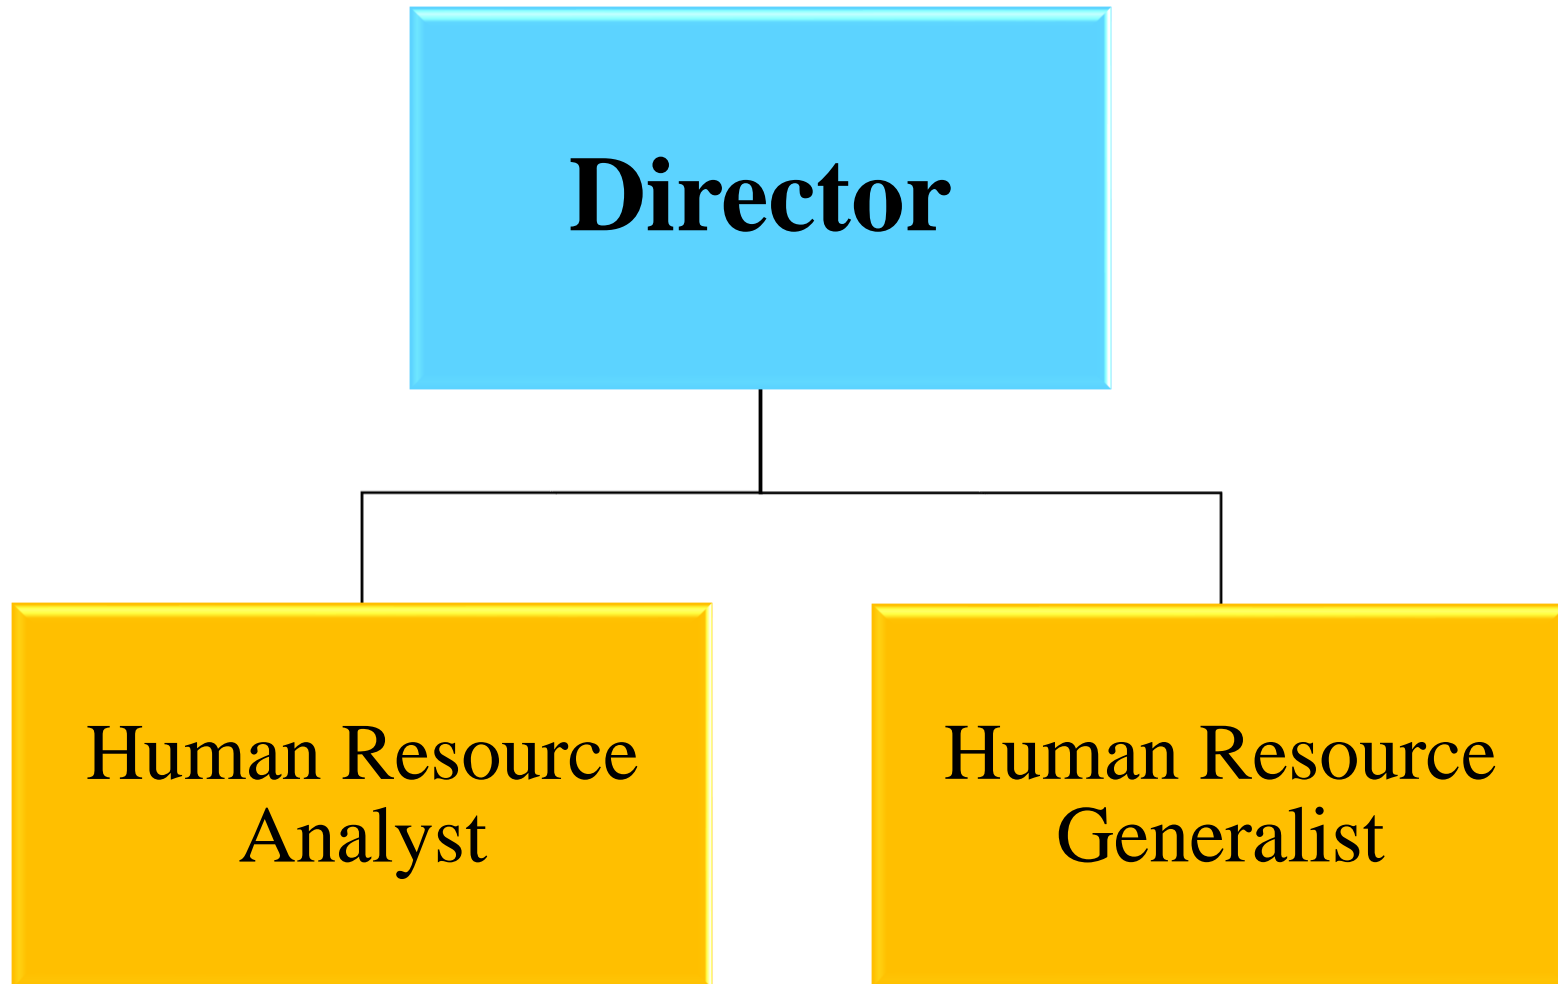 Director
Human Resource
Analyst
Human Resource
Generalist